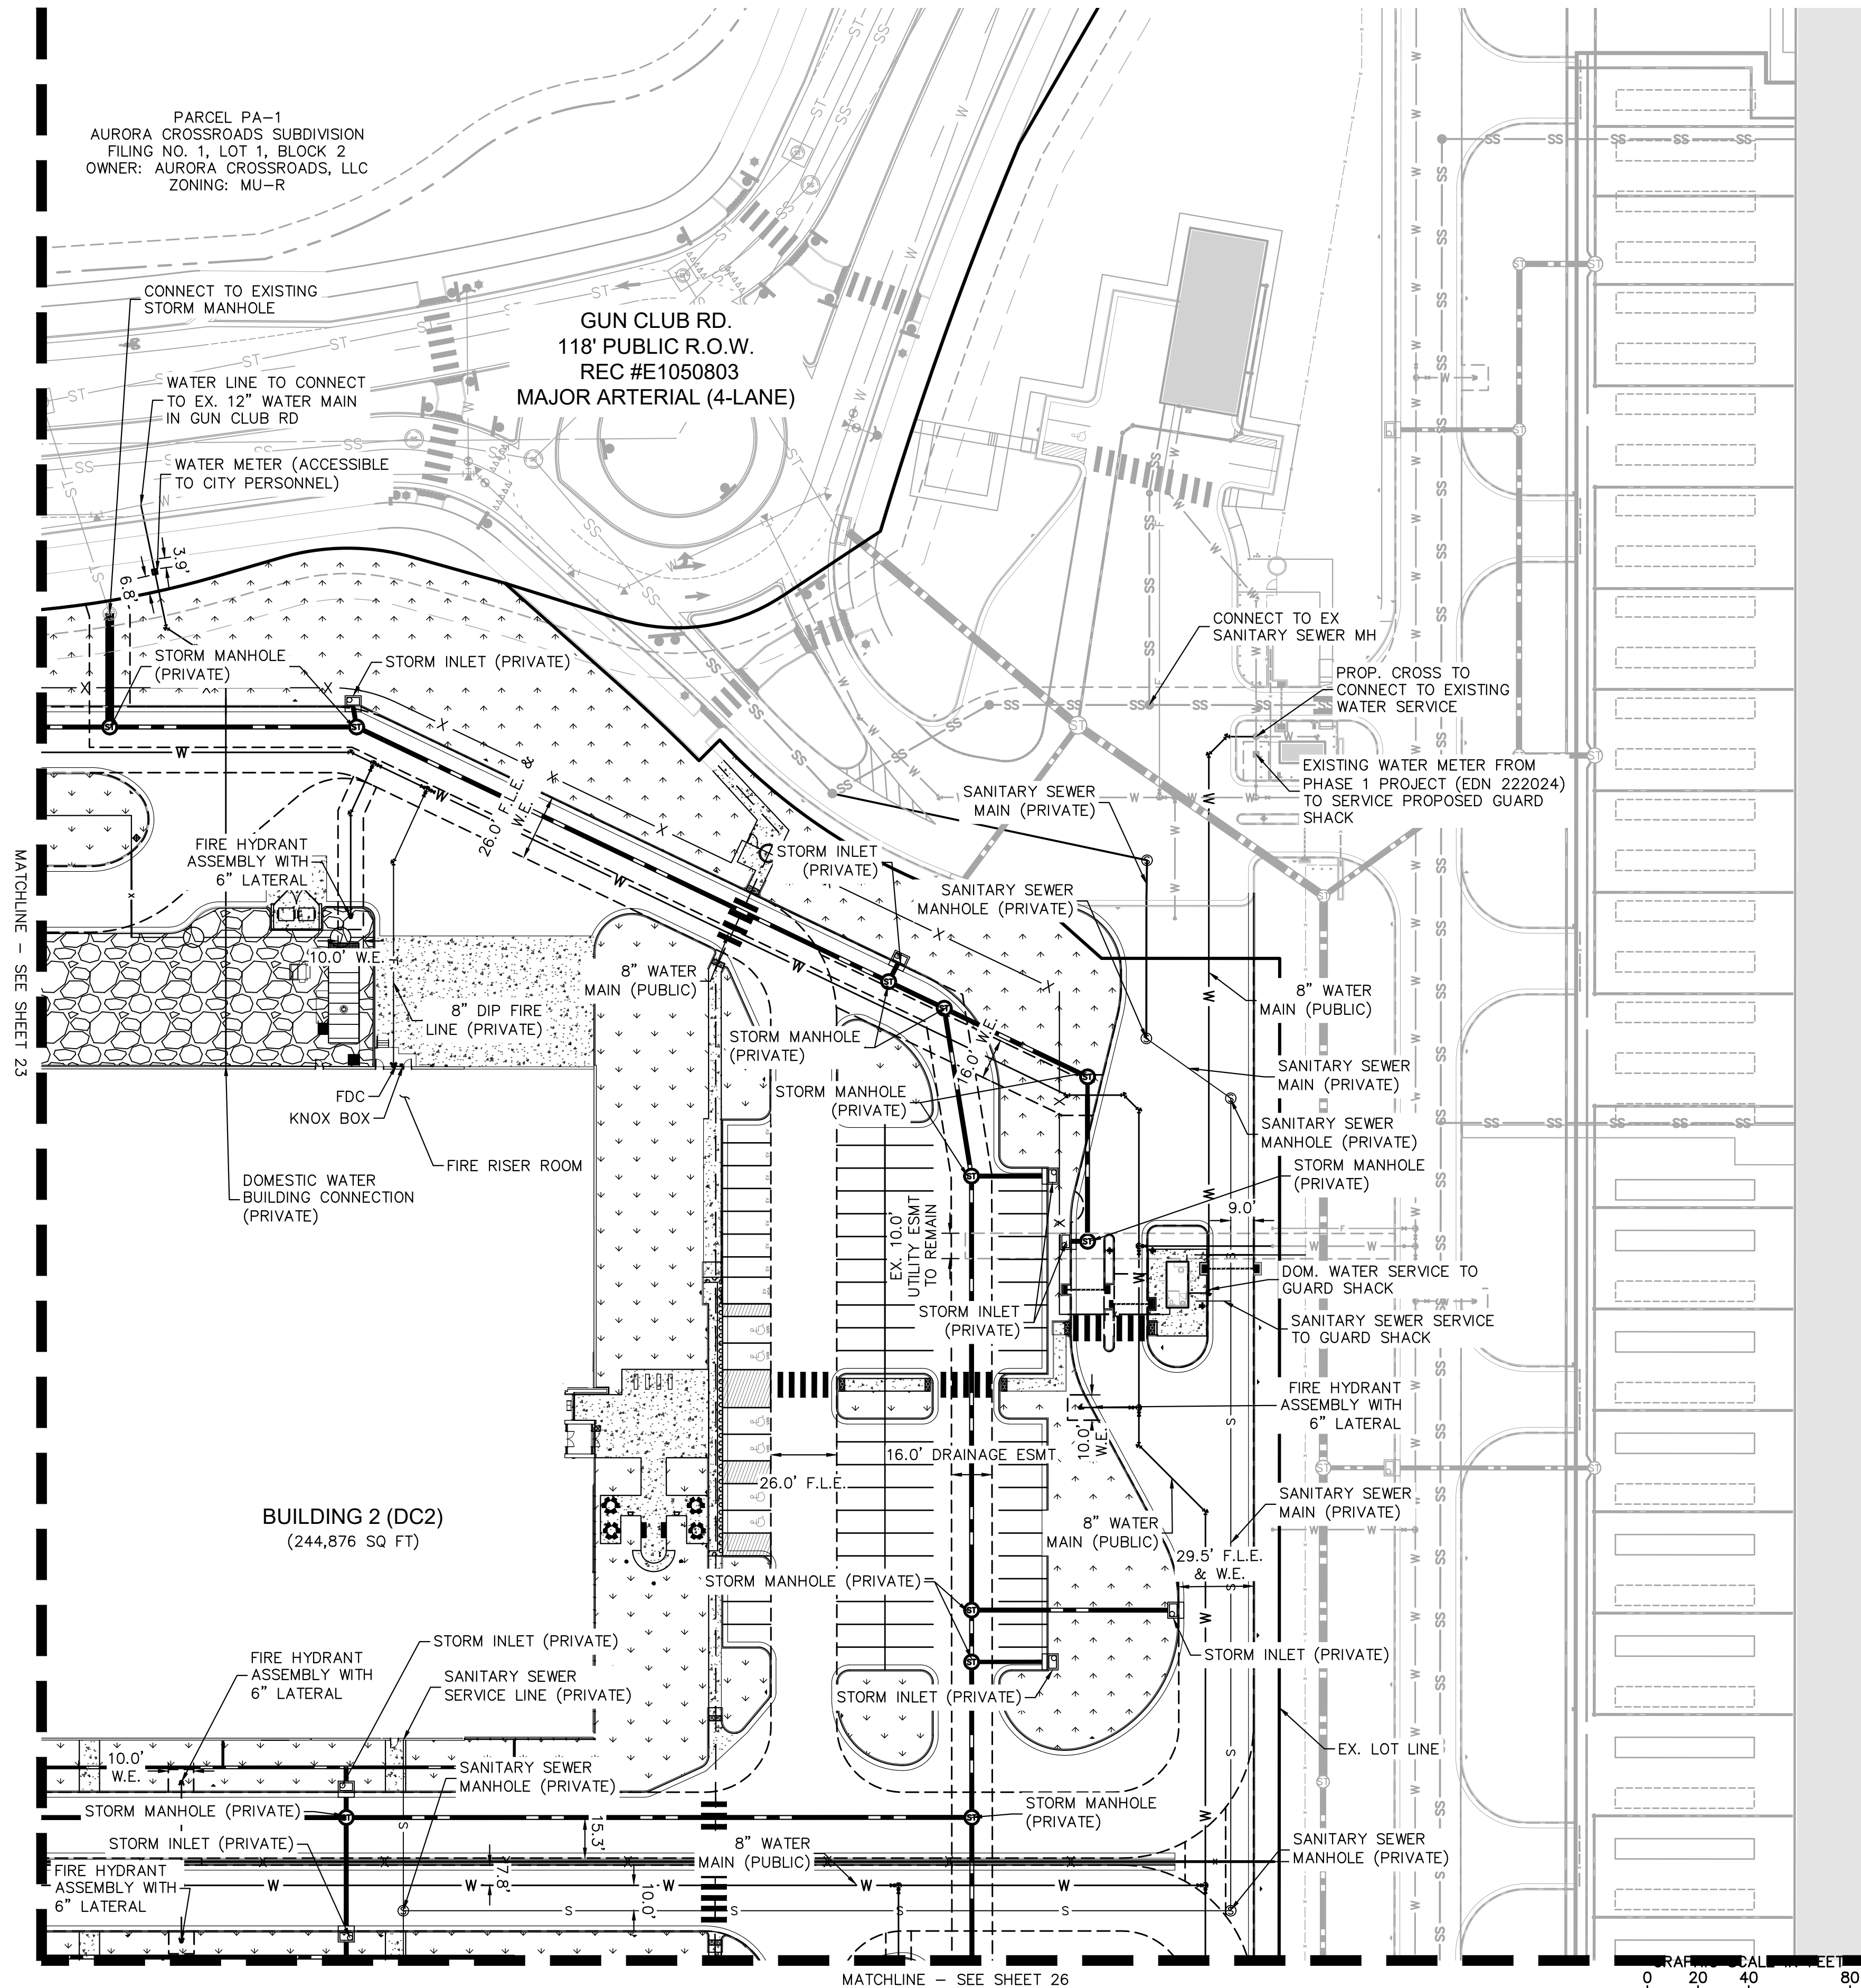 PARCEL PA-1
AURORA CROSSROADS SUBDIVISION
FILING NO. 1, LOT 1, BLOCK 2
OWNER: AURORA CROSSROADS, LLC
ZONING: MU-R
CONNECT TO EXISTING
STORM MANHOLE
GUN CLUB RD.
118' PUBLIC R.O.W.
REC #E1050803
MAJOR ARTERIAL (4-LANE)
WATER LINE TO CONNECT
TO EX. 12" WATER MAIN
IN GUN CLUB RD
WATER METER (ACCESSIBLE
TO CITY PERSONNEL)
3.9'
6.8'
STORM MANHOLE
(PRIVATE)
STORM INLET (PRIVATE)
CONNECT TO EX
SANITARY SEWER MH
PROP. CROSS TO
CONNECT TO EXISTING
WATER SERVICE
EXISTING WATER METER FROM
PHASE 1 PROJECT (EDN 222024)
TO SERVICE PROPOSED GUARD
SHACK
SANITARY SEWER
MAIN (PRIVATE)
26.0' F.L.E. &
W.E.
FIRE HYDRANT
ASSEMBLY WITH
6" LATERAL
STORM INLET
(PRIVATE)
SANITARY SEWER
MANHOLE (PRIVATE)
MATCHLINE - SEE SHEET 23
10.0' W.E.
8" WATER
MAIN (PUBLIC)
8" DIP FIRE
LINE (PRIVATE)
8" WATER
MAIN (PUBLIC)
STORM MANHOLE
(PRIVATE)
16.0' W.E.
STORM MANHOLE
(PRIVATE)
SANITARY SEWER
MAIN (PRIVATE)
FDC
KNOX BOX
SANITARY SEWER
MANHOLE (PRIVATE)
FIRE RISER ROOM
STORM MANHOLE
(PRIVATE)
DOMESTIC WATER
BUILDING CONNECTION
(PRIVATE)
9.0'
EX. 10.0'
UTILITY ESMT
TO REMAIN
DOM. WATER SERVICE TO
GUARD SHACK
STORM INLET
(PRIVATE)
SANITARY SEWER SERVICE
TO GUARD SHACK
FIRE HYDRANT
ASSEMBLY WITH
6" LATERAL
10.0'
W.E.
16.0' DRAINAGE ESMT
26.0' F.L.E.
SANITARY SEWER
MAIN (PRIVATE)
BUILDING 2 (DC2)
(244,876 SQ FT)
8" WATER
MAIN (PUBLIC)
29.5' F.L.E.
& W.E.
STORM MANHOLE (PRIVATE)
STORM INLET (PRIVATE)
FIRE HYDRANT
ASSEMBLY WITH
6" LATERAL
STORM INLET (PRIVATE)
SANITARY SEWER
SERVICE LINE (PRIVATE)
STORM INLET (PRIVATE)
EX. LOT LINE
10.0'
W.E.
SANITARY SEWER
MANHOLE (PRIVATE)
STORM MANHOLE (PRIVATE)
STORM MANHOLE
(PRIVATE)
15.3'
STORM INLET (PRIVATE)
8" WATER
MAIN (PUBLIC)
SANITARY SEWER
MANHOLE (PRIVATE)
FIRE HYDRANT
ASSEMBLY WITH
6" LATERAL
7.8'
10.0'
MATCHLINE - SEE SHEET 26
GRAPHIC SCALE IN FEET
0 20 40 80